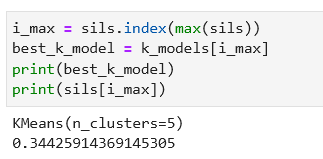 i_max = sils.index(max(sils))
best_k_model = k_models[i_max]
print(best_k_model)
print(sils[i_max])
KMeans(n_clusters=5)
0.34425914369145305